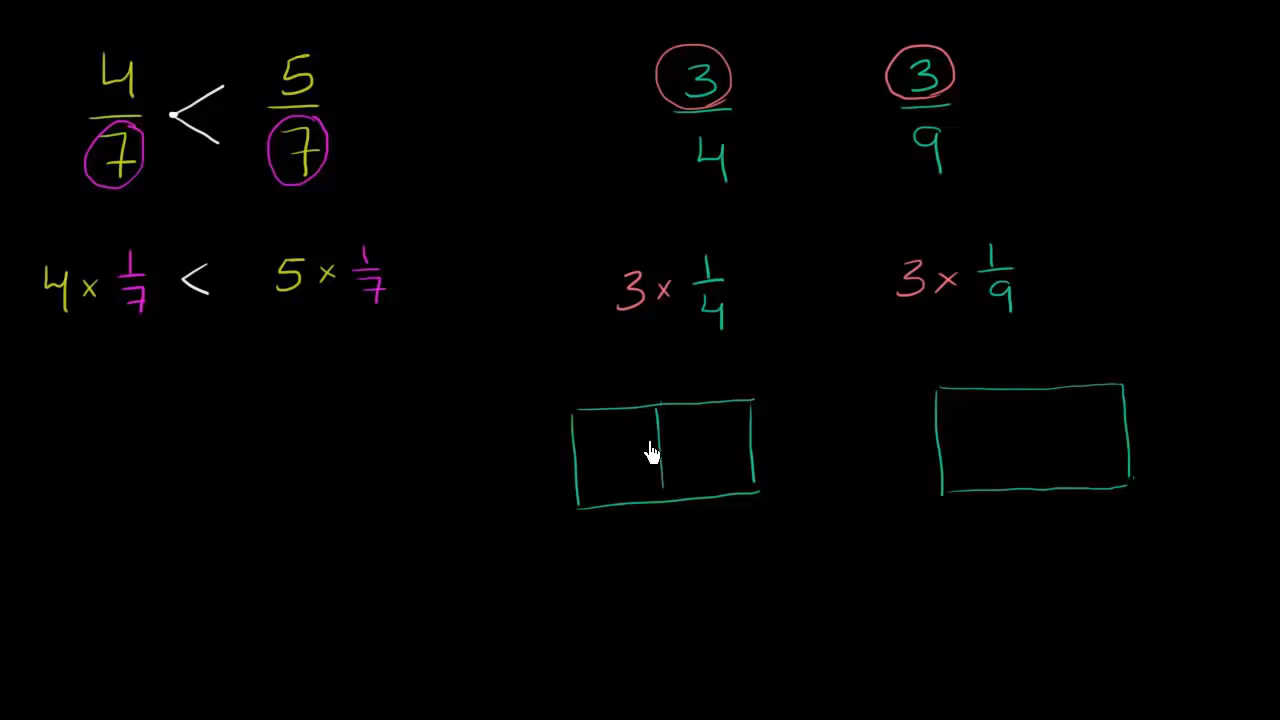 4/7 < 5/7 3/4 3/9
4 × 1/7 < 5 × 1/7 3 × 1/4 3 × 1/9